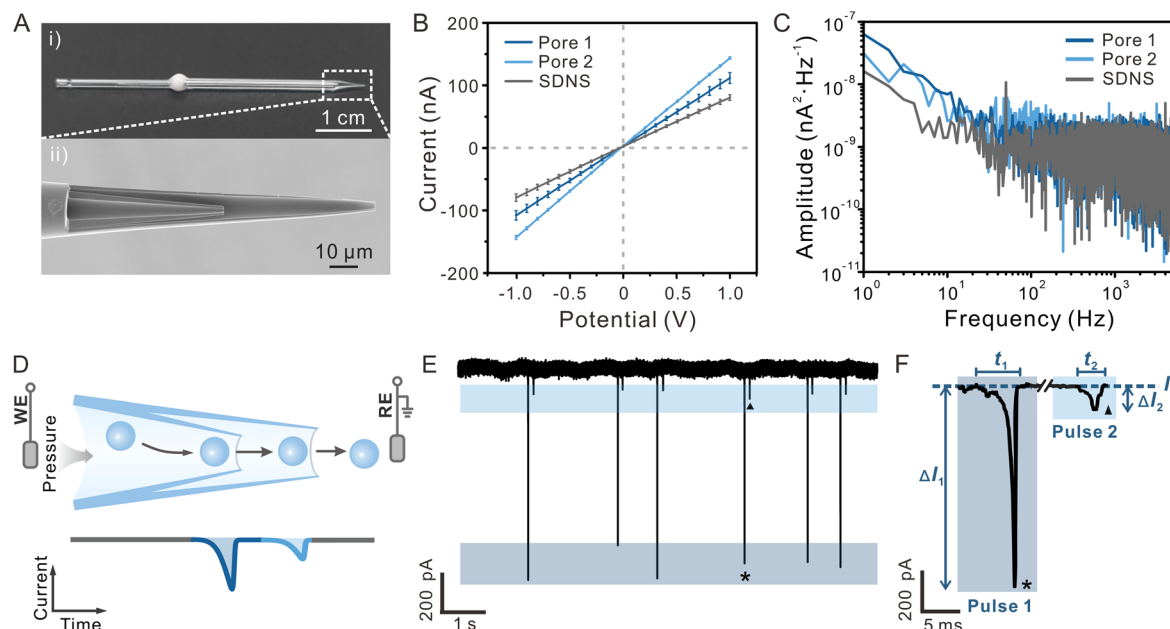 A
i)
1 cm
ii)
10 μm
B
Current (nA)
200
100
0
-100
-200
Pore 1
Pore 2
SDNS
-1.0
-0.5
0
0.5
1.0
Potential (V)
C
Amplitude (nA²·Hz⁻¹)
10⁻⁷
10⁻⁸
10⁻⁹
10⁻¹⁰
10⁻¹¹
Pore 1
Pore 2
SDNS
10⁰
10¹
10²
10³
Frequency (Hz)
D
WE
Pressure
RE
Current
Time
E
▲
*
200 pA
1 s
F
t₁
t₂
I
ΔI₂
▲
Pulse 2
ΔI₁
*
Pulse 1
200 pA
5 ms